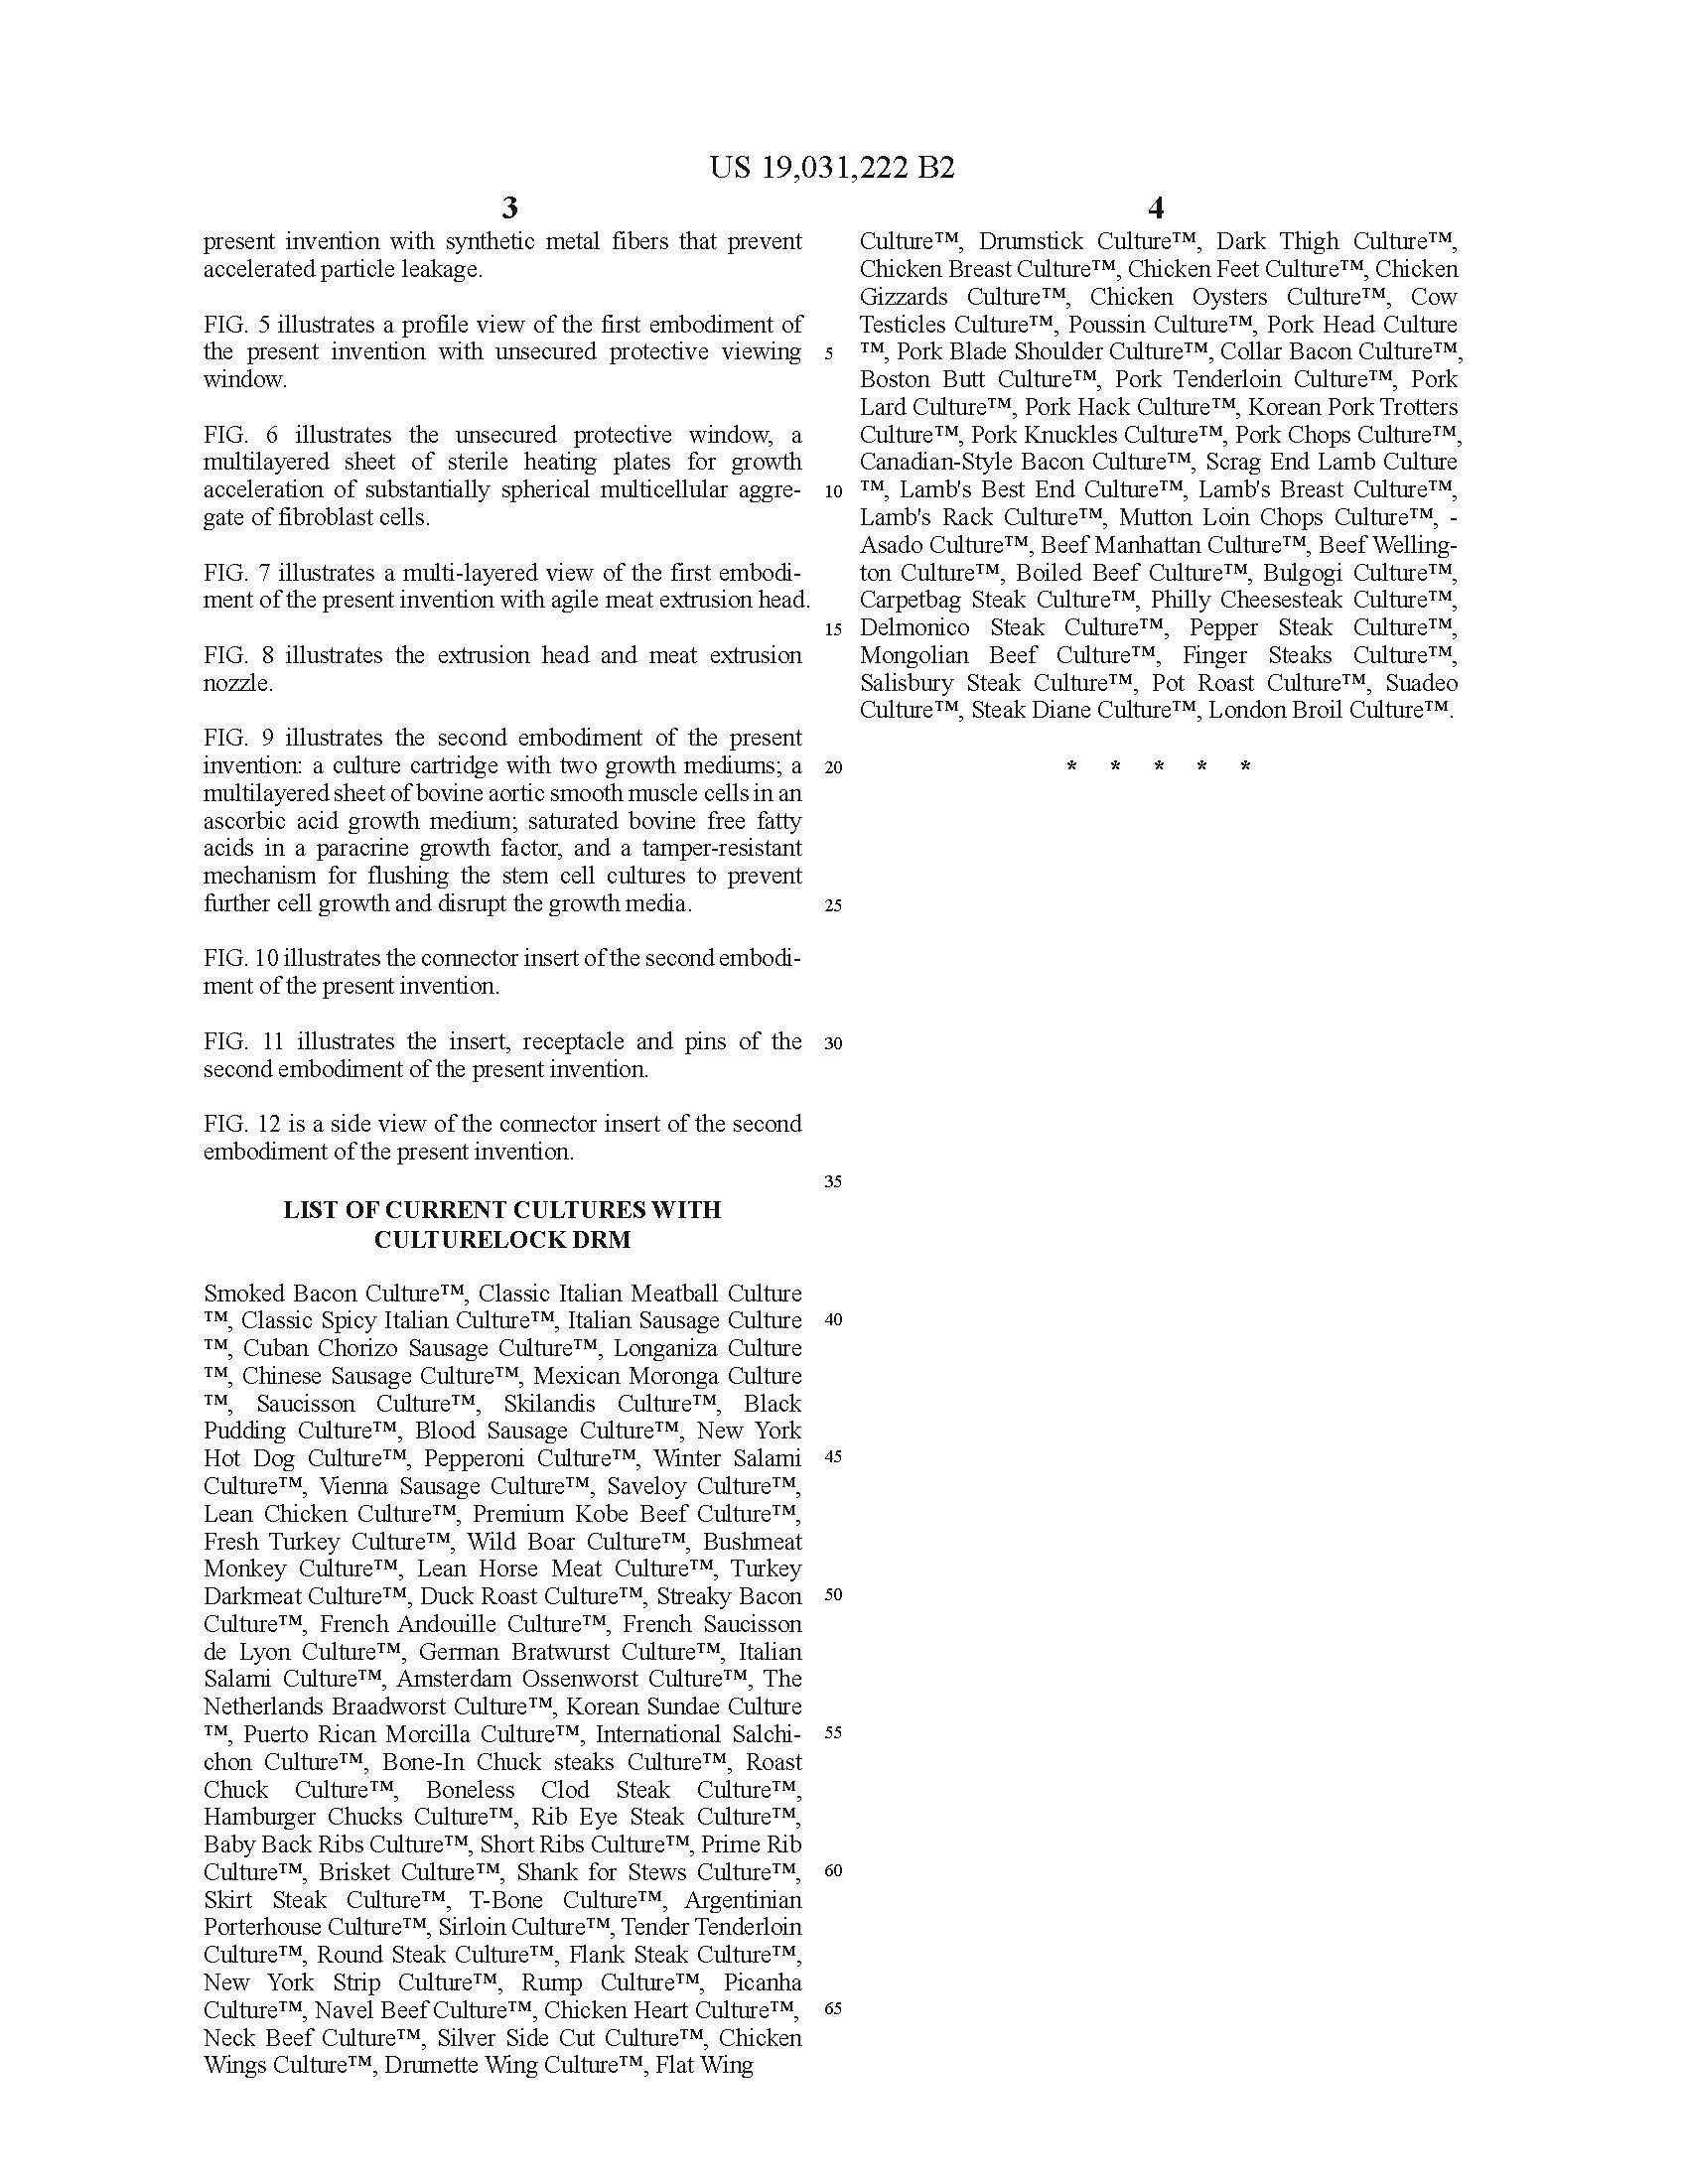 US 19,031,222 B2
3
present invention with synthetic metal fibers that prevent
accelerated particle leakage.
FIG. 5 illustrates a profile view of the first embodiment of
the present invention with unsecured protective viewing
window.
FIG. 6 illustrates the unsecured protective window, a
multilayered sheet of sterile heating plates for growth
acceleration of substantially spherical multicellular aggre-
gate of fibroblast cells.
FIG. 7 illustrates a multi-layered view of the first embodi-
ment of the present invention with agile meat extrusion head.
FIG. 8 illustrates the extrusion head and meat extrusion
nozzle.
FIG. 9 illustrates the second embodiment of the present
invention: a culture cartridge with two growth mediums; a
multilayered sheet of bovine aortic smooth muscle cells in an
ascorbic acid growth medium; saturated bovine free fatty
acids in a paracrine growth factor, and a tamper-resistant
mechanism for flushing the stem cell cultures to prevent
further cell growth and disrupt the growth media.
FIG. 10 illustrates the connector insert of the second embodi-
ment of the present invention.
FIG. 11 illustrates the insert, receptacle and pins of the
second embodiment of the present invention.
FIG. 12 is a side view of the connector insert of the second
embodiment of the present invention.
LIST OF CURRENT CULTURES WITH
CULTURELOCK DRM
Smoked Bacon Culture™, Classic Italian Meatball Culture
™, Classic Spicy Italian Culture™, Italian Sausage Culture
™, Cuban Chorizo Sausage Culture™, Longaniza Culture
™, Chinese Sausage Culture™, Mexican Moronga Culture
™, Saucisson Culture™, Skilandis Culture™, Black
Pudding Culture™, Blood Sausage Culture™, New York
Hot Dog Culture™, Pepperoni Culture™, Winter Salami
Culture™, Vienna Sausage Culture™, Saveloy Culture™,
Lean Chicken Culture™, Premium Kobe Beef Culture™,
Fresh Turkey Culture™, Wild Boar Culture™, Bushmeat
Monkey Culture™, Lean Horse Meat Culture™, Turkey
Darkmeat Culture™, Duck Roast Culture™, Streaky Bacon
Culture™, French Andouille Culture™, French Saucisson
de Lyon Culture™, German Bratwurst Culture™, Italian
Salami Culture™, Amsterdam Ossenworst Culture™, The
Netherlands Braadworst Culture™, Korean Sundae Culture
™, Puerto Rican Morcilla Culture™, International Salchi-
chon Culture™, Bone-In Chuck steaks Culture™, Roast
Chuck Culture™, Boneless Clod Steak Culture™,
Hamburger Chucks Culture™, Rib Eye Steak Culture™,
Baby Back Ribs Culture™, Short Ribs Culture™, Prime Rib
Culture™, Brisket Culture™, Shank for Stews Culture™,
Skirt Steak Culture™, T-Bone Culture™, Argentinian
Porterhouse Culture™, Sirloin Culture™, Tender Tenderloin
Culture™, Round Steak Culture™, Flank Steak Culture™,
New York Strip Culture™, Rump Culture™, Picanha
Culture™, Navel Beef Culture™, Chicken Heart Culture™,
Neck Beef Culture™, Silver Side Cut Culture™, Chicken
Wings Culture™, Drumette Wing Culture™, Flat Wing
5
10
15
20
25
30
35
40
45
50
55
60
65
4
Culture™, Drumstick Culture™, Dark Thigh Culture™,
Chicken Breast Culture™, Chicken Feet Culture™, Chicken
Gizzards Culture™, Chicken Oysters Culture™, Cow
Testicles Culture™, Poussin Culture™, Pork Head Culture
™, Pork Blade Shoulder Culture™, Collar Bacon Culture™,
Boston Butt Culture™, Pork Tenderloin Culture™, Pork
Lard Culture™, Pork Hack Culture™, Korean Pork Trotters
Culture™, Pork Knuckles Culture™, Pork Chops Culture™,
Canadian-Style Bacon Culture™, Scrag End Lamb Culture
™, Lamb's Best End Culture™, Lamb's Breast Culture™,
Lamb's Rack Culture™, Mutton Loin Chops Culture™, -
Asado Culture™, Beef Manhattan Culture™, Beef Welling-
ton Culture™, Boiled Beef Culture™, Bulgogi Culture™,
Carpetbag Steak Culture™, Philly Cheesesteak Culture™,
Delmonico Steak Culture™, Pepper Steak Culture™,
Mongolian Beef Culture™, Finger Steaks Culture™,
Salisbury Steak Culture™, Pot Roast Culture™, Suadeo
Culture™, Steak Diane Culture™, London Broil Culture™.
* * * * *